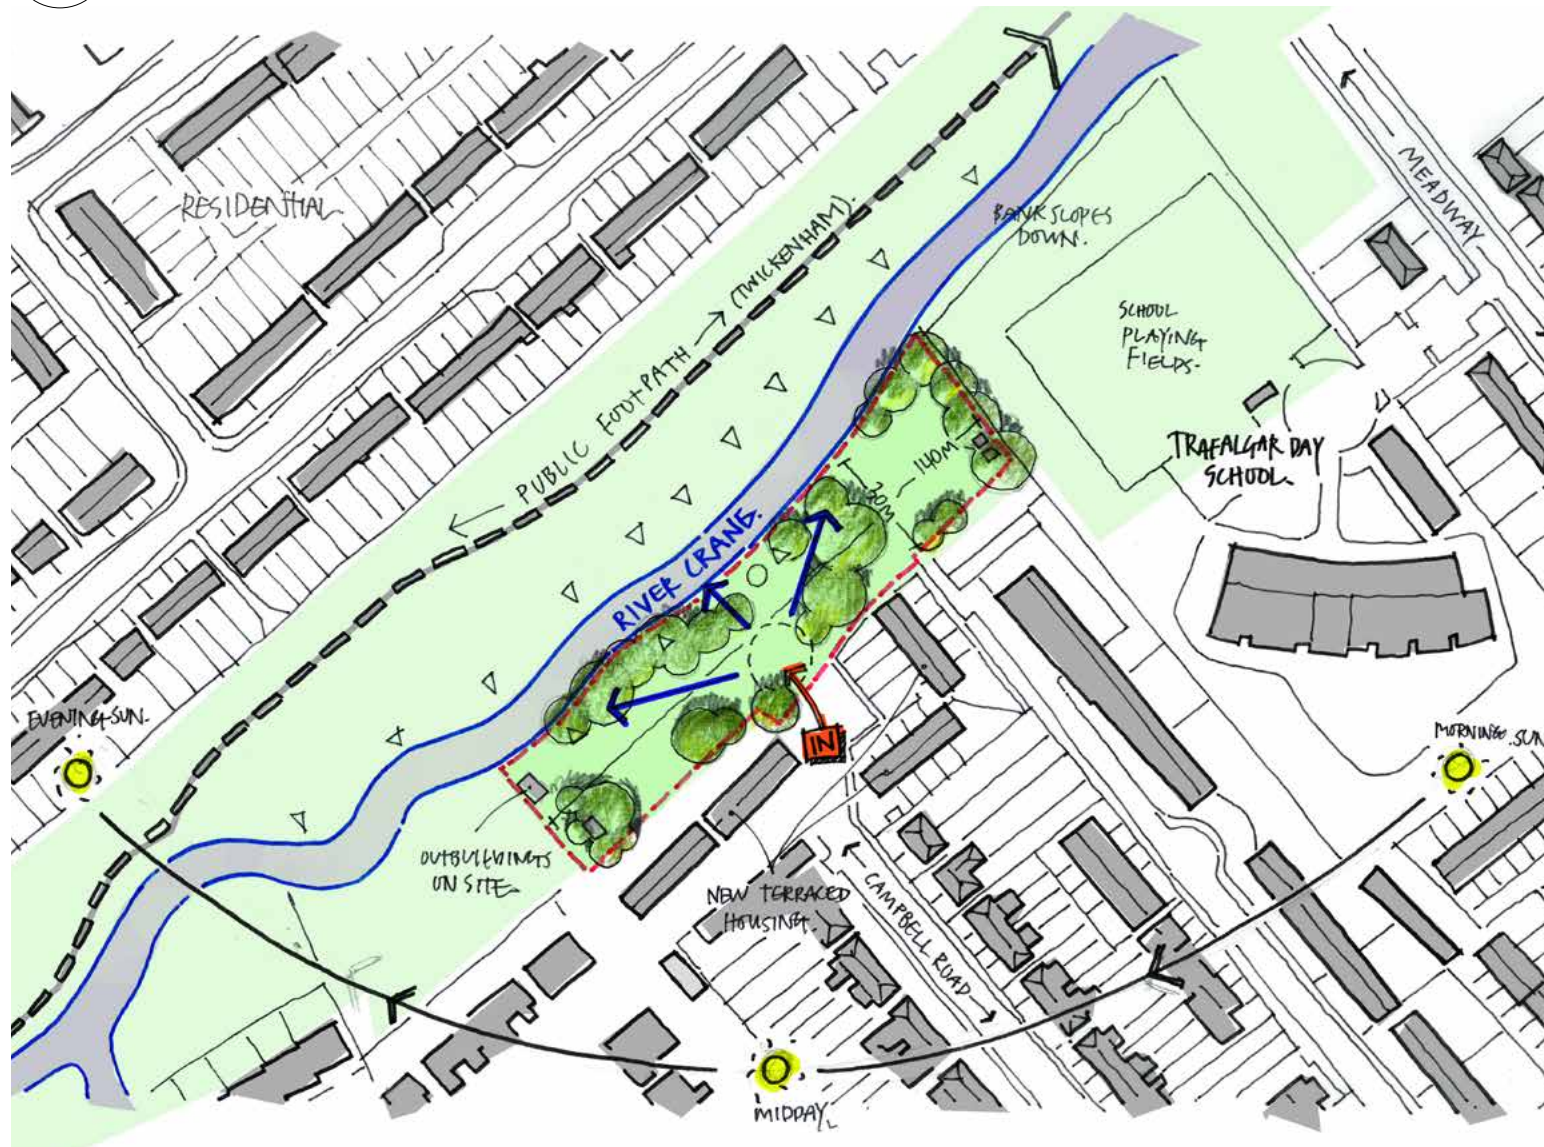 RESIDENTIAL
MEADWAY
BANK SLOPES
DOWN.
PUBLIC FOOTPATH → (TWICKENHAM).
SCHOOL
PLAYING
FIELDS.
TRAFALGAR DAY
SCHOOL.
140M
30M
RIVER CRANE.
IN
EVENING SUN.
MORNING SUN
OUTBUILDINGS
ON SITE
NEW TERRACED
HOUSING.
CAMPBELL ROAD
MIDDAY